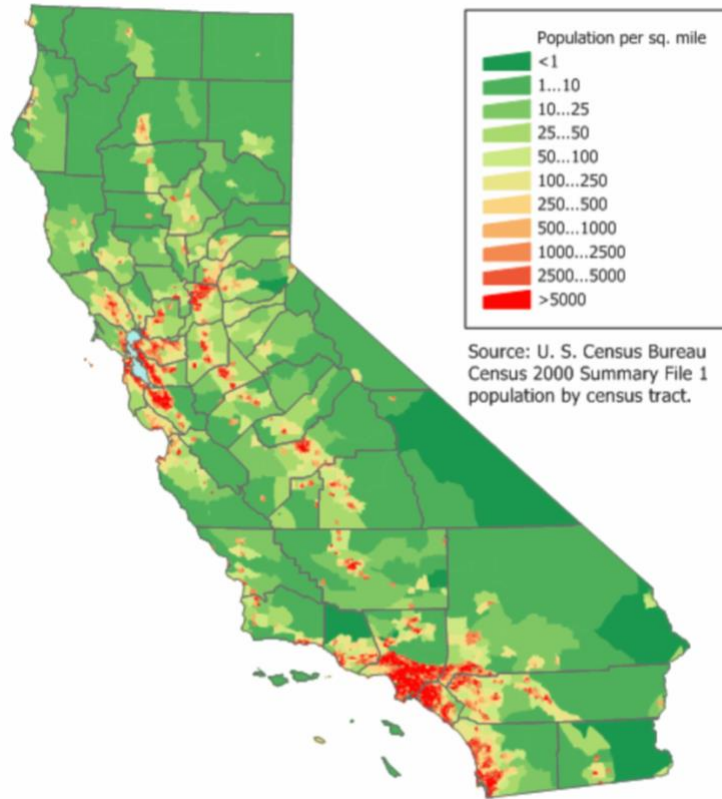 Population per sq. mile
<1
1...10
10...25
25...50
50...100
100...250
250...500
500...1000
1000...2500
2500...5000
>5000
Source: U. S. Census Bureau
Census 2000 Summary File 1
population by census tract.